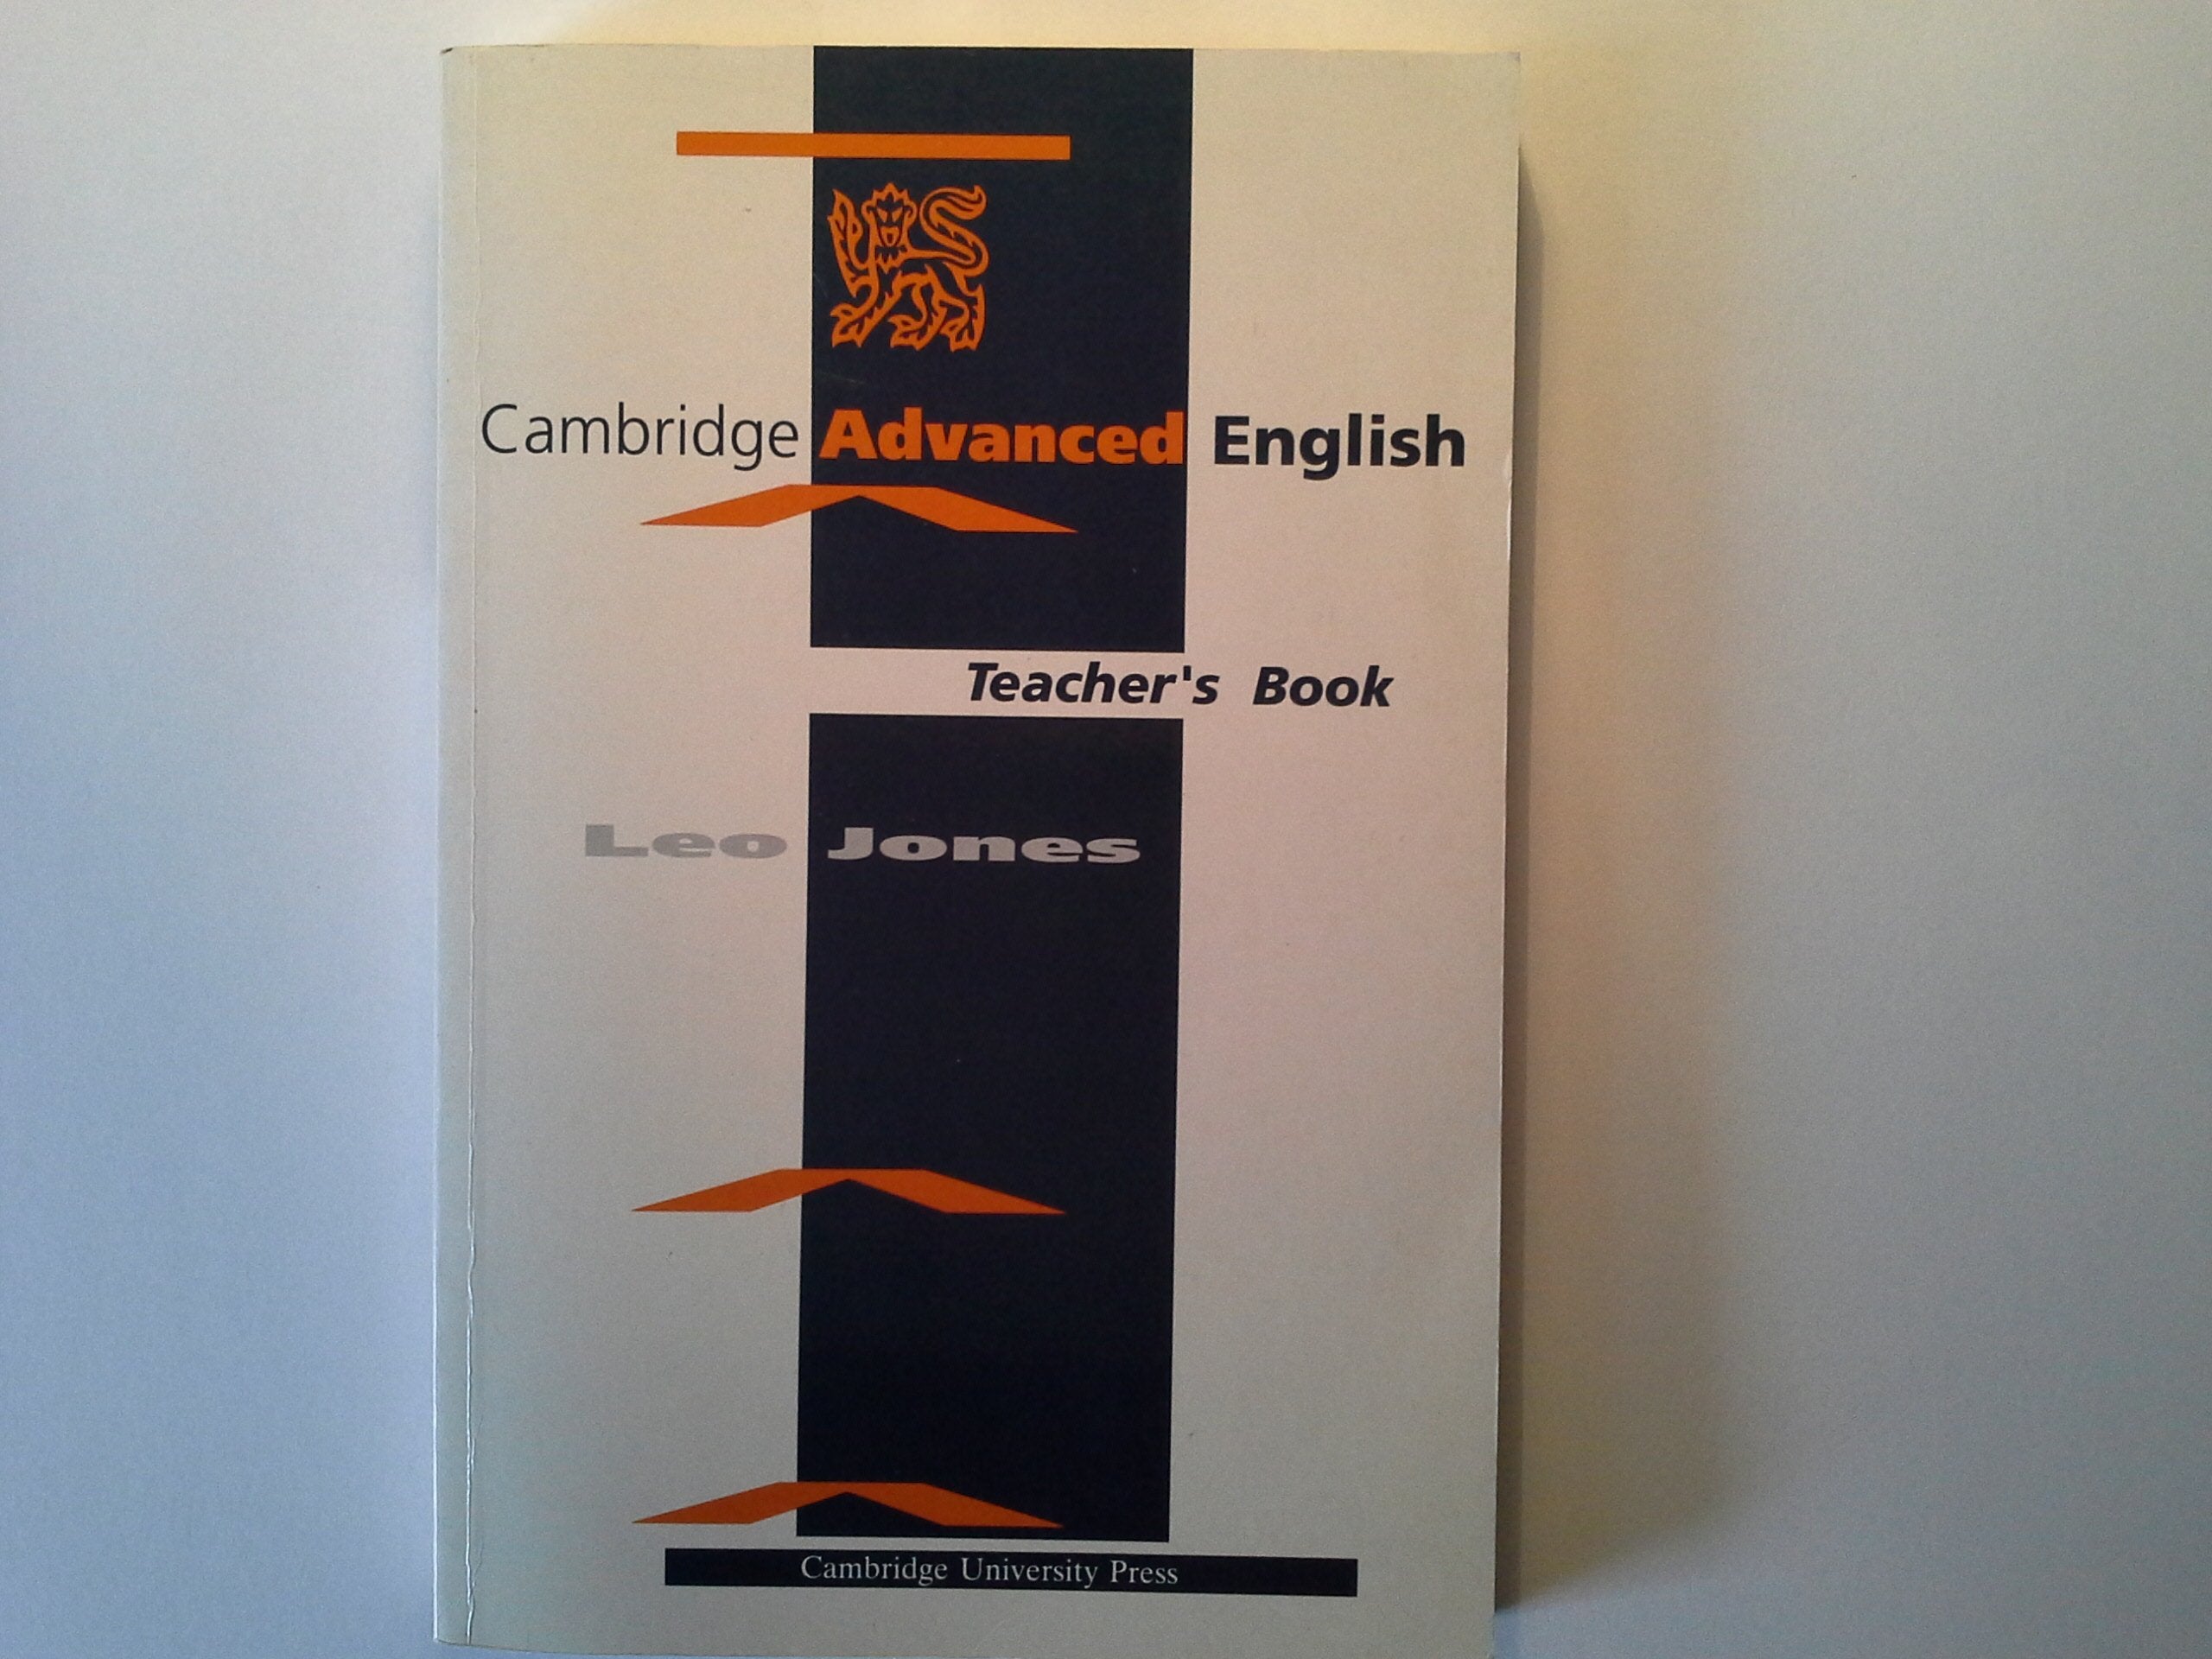 Cambridge Advanced English
Teacher's Book
Leo Jones
Cambridge University Press